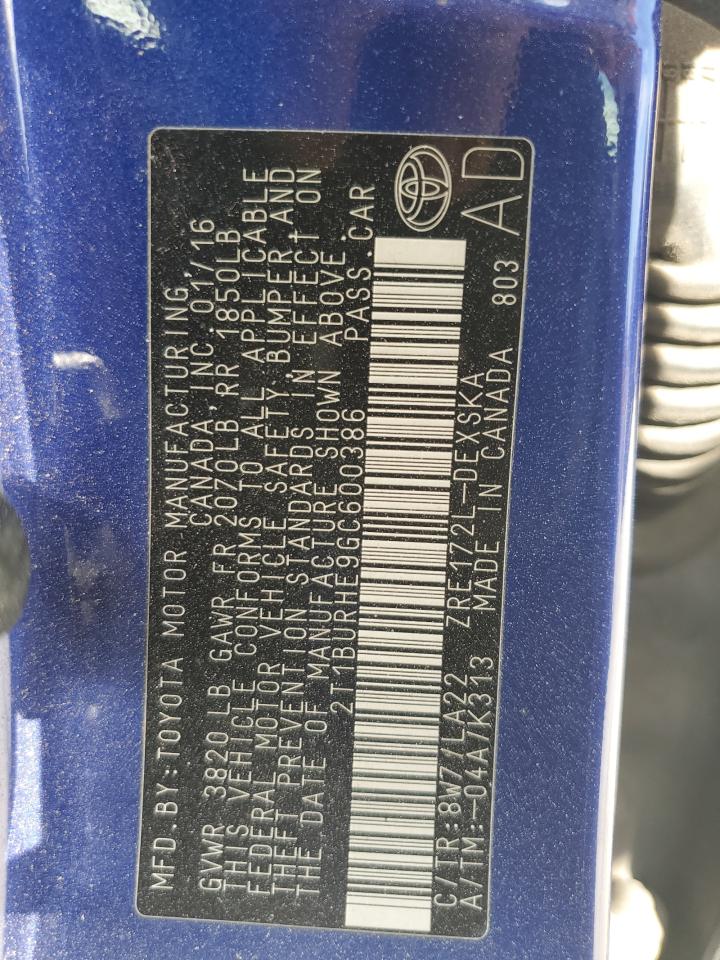 MFD.BY:TOYOTA MOTOR MANUFACTURING,
CANADA,INC.01/16
GVWR 3820 LB GAWR FR 2070LB,RR 1850LB
THIS VEHICLE CONFORMS TO ALL APPLICABLE
FEDERAL MOTOR VEHICLE SAFETY,BUMPER,AND
THEFT PREVENTION STANDARDS IN EFFECT ON
THE DATE OF MANUFACTURE SHOWN ABOVE.
2T1BURHE9GC600386 PASS.CAR
C/TR:8W7/LA22 ZRE172L-DEXSKA
A/TM:-04A/K313 MADE IN CANADA 803
AD